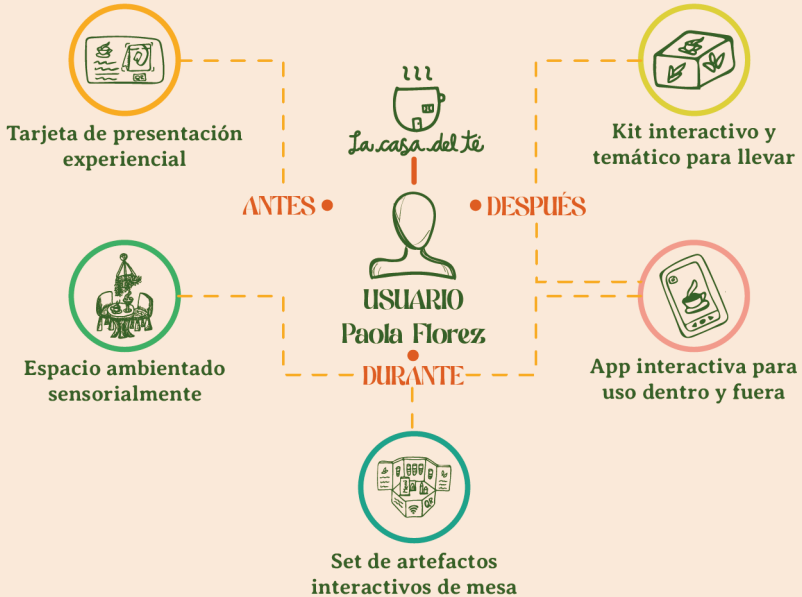 La casa del té
Tarjeta de presentación
experiencial
Kit interactivo y
temático para llevar
ANTES
DESPUÉS
USUARIO
Paola Florez
DURANTE
Espacio ambientado
sensorialmente
App interactiva para
uso dentro y fuera
QR
Set de artefactos
interactivos de mesa